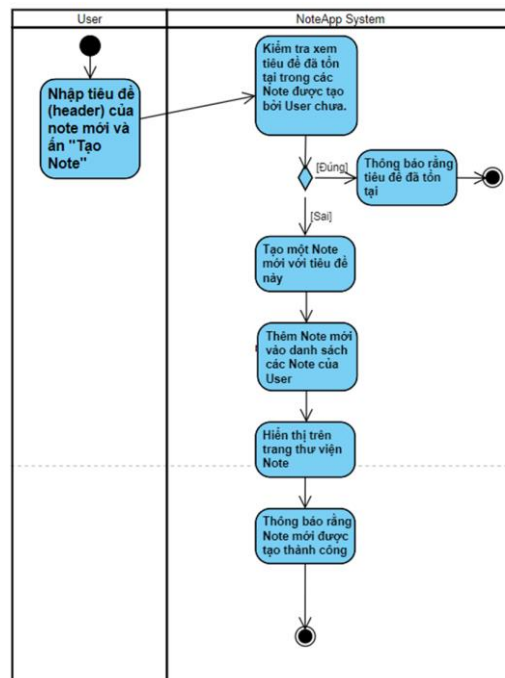 User
NoteApp System
Nhập tiêu đề
(header) của
note mới và
ấn "Tạo
Note"
Kiểm tra xem
tiêu đề đã tồn
tại trong các
Note được tạo
bởi User chưa.
[Đúng]
Thông báo rằng
tiêu đề đã tồn
tại
[Sai]
Tạo một Note
mới với tiêu đề
này
Thêm Note mới
vào danh sách
các Note của
User
Hiển thị trên
trang thư viện
Note
Thông báo rằng
Note mới được
tạo thành công